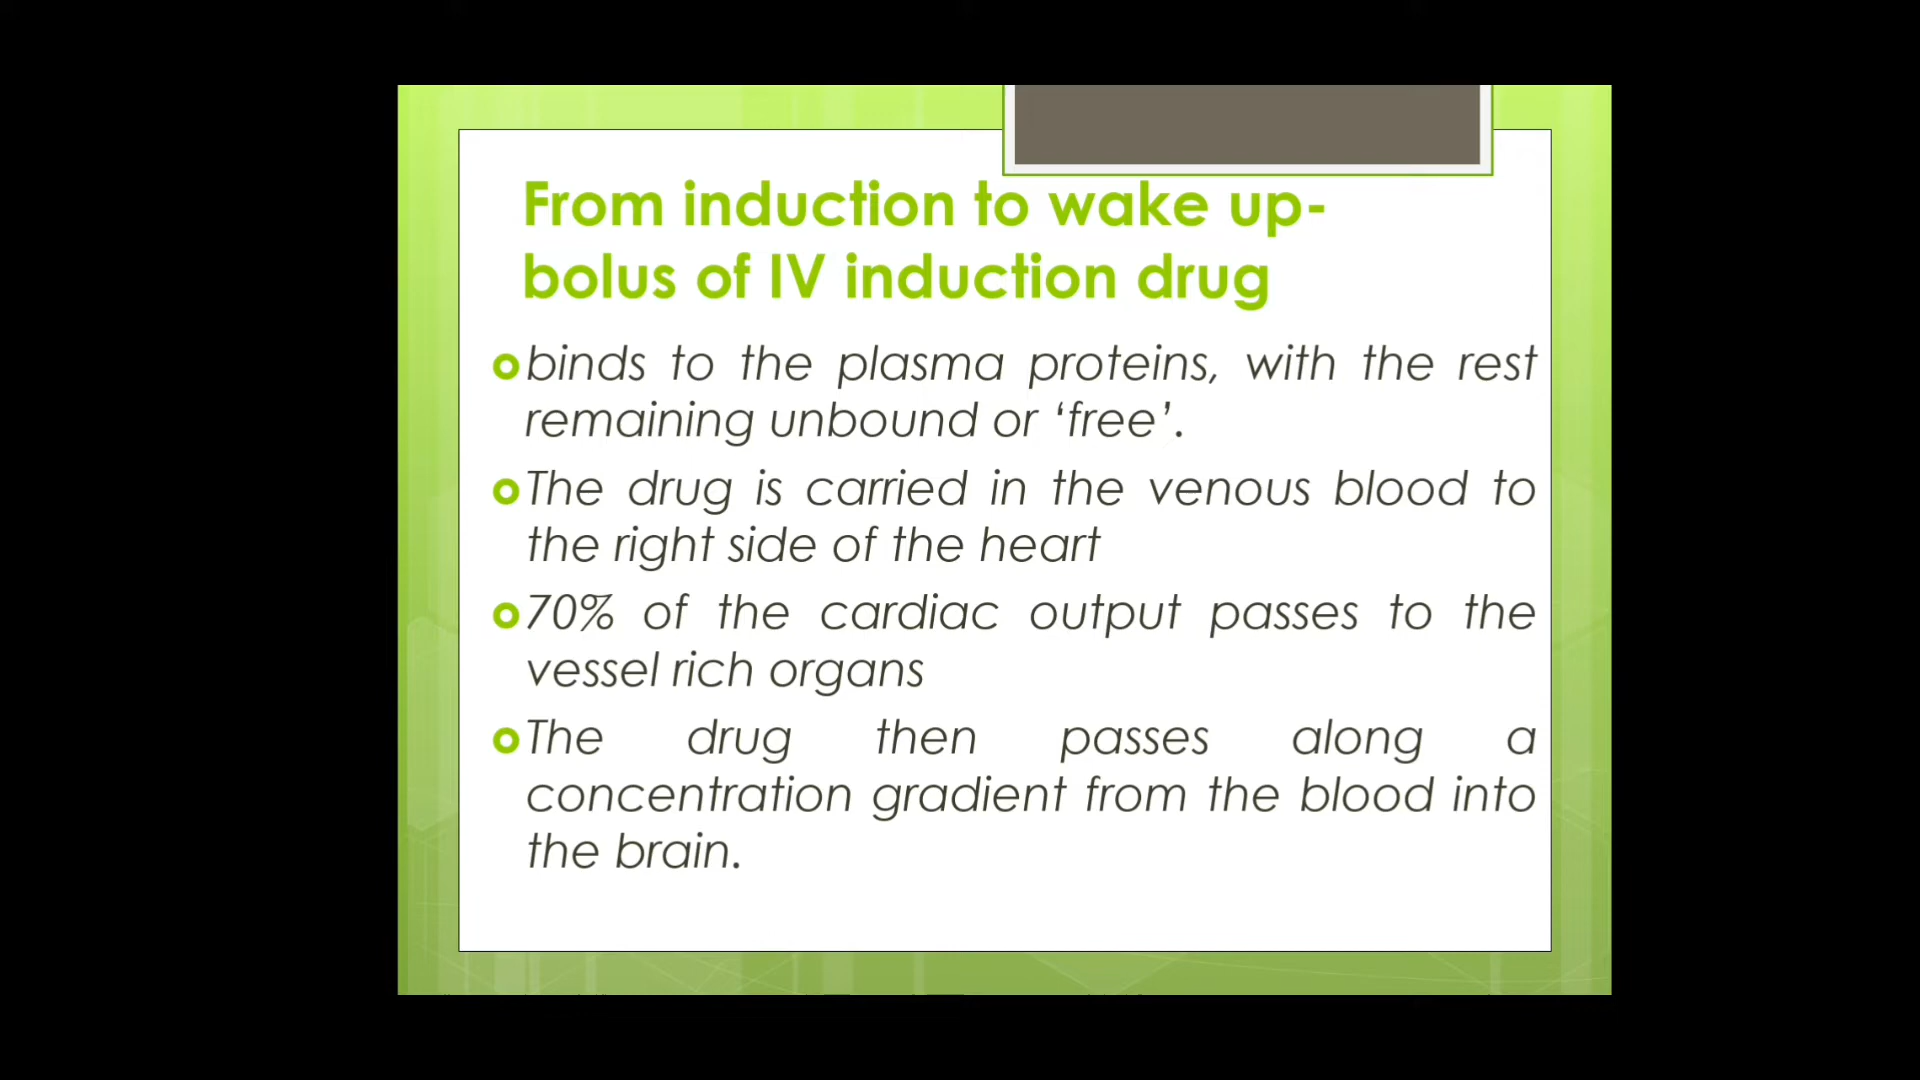 From induction to wake up-
bolus of IV induction drug
binds to the plasma proteins, with the rest
remaining unbound or ‘free’.
The drug is carried in the venous blood to
the right side of the heart
70% of the cardiac output passes to the
vessel rich organs
The drug then passes along a
concentration gradient from the blood into
the brain.